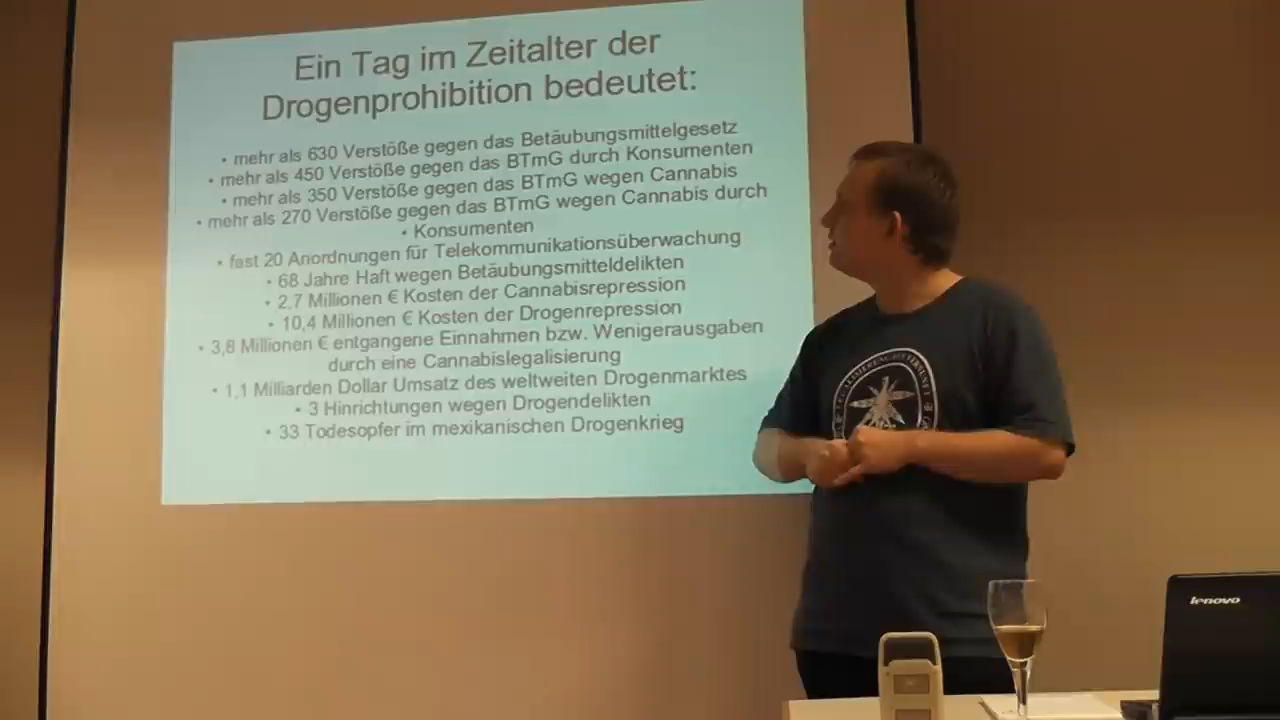 Ein Tag im Zeitalter der
Drogenprohibition bedeutet:
• mehr als 630 Verstöße gegen das Betäubungsmittelgesetz
• mehr als 450 Verstöße gegen das BTmG durch Konsumenten
• mehr als 350 Verstöße gegen das BTmG wegen Cannabis
• mehr als 270 Verstöße gegen das BTmG wegen Cannabis durch
• Konsumenten
• fast 20 Anordnungen für Telekommunikationsüberwachung
• 68 Jahre Haft wegen Betäubungsmitteldelikten
• 2,7 Millionen € Kosten der Cannabisrepression
• 10,4 Millionen € Kosten der Drogenrepression
• 3,8 Millionen € entgangene Einnahmen bzw. Wenigerausgaben
durch eine Cannabislegalisierung
• 1,1 Milliarden Dollar Umsatz des weltweiten Drogenmarktes
• 3 Hinrichtungen wegen Drogendelikten
• 33 Todesopfer im mexikanischen Drogenkrieg
lenovo